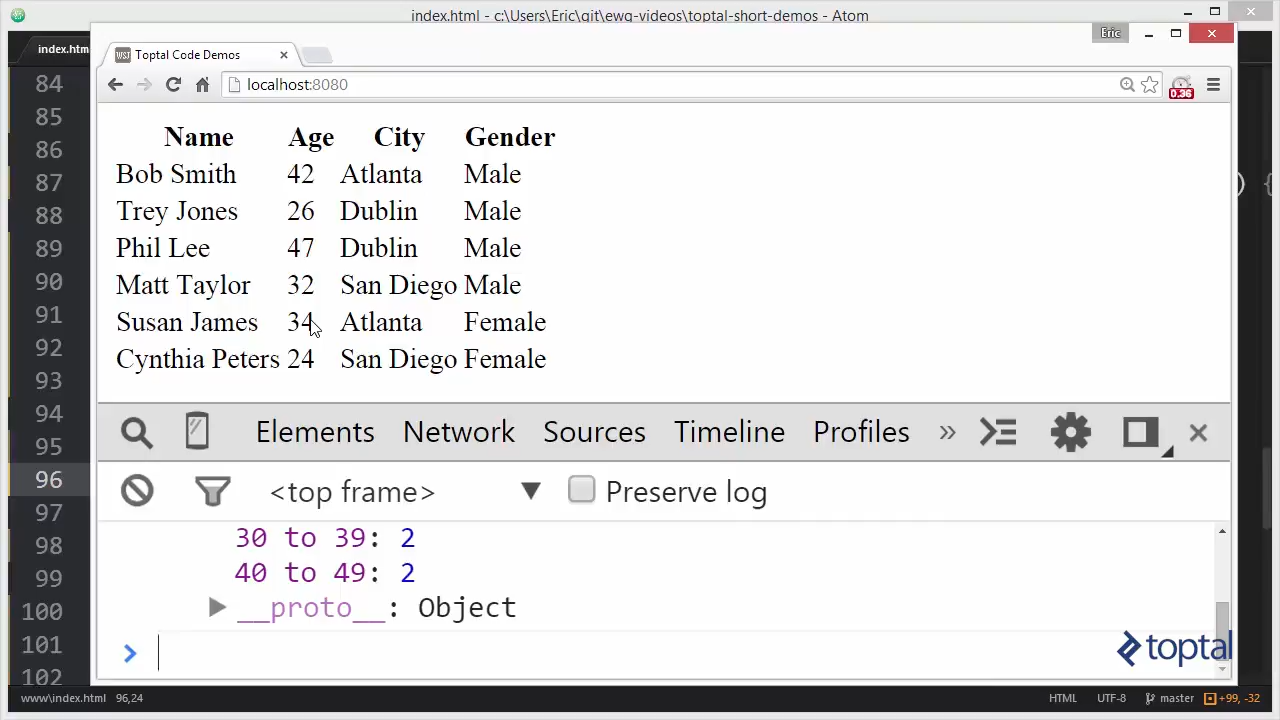 index.html - c:\Users\Eric\git\ewq-videos\toptal-short-demos - Atom
index.htm
Eric
Toptal Code Demos
localhost:8080
0.36
Name Age City Gender
Bob Smith 42 Atlanta Male
Trey Jones 26 Dublin Male
Phil Lee 47 Dublin Male
Matt Taylor 32 San Diego Male
Susan James 34 Atlanta Female
Cynthia Peters 24 San Diego Female
84
85
86
87 ) {
88
89
90
91
92
93
94
95
96
97
98
99
100
101
102
Elements Network Sources Timeline Profiles »
<top frame> Preserve log
30 to 39: 2
40 to 49: 2
__proto__: Object
>
toptal
www\index.html 96,24 HTML UTF-8 master +99, -32